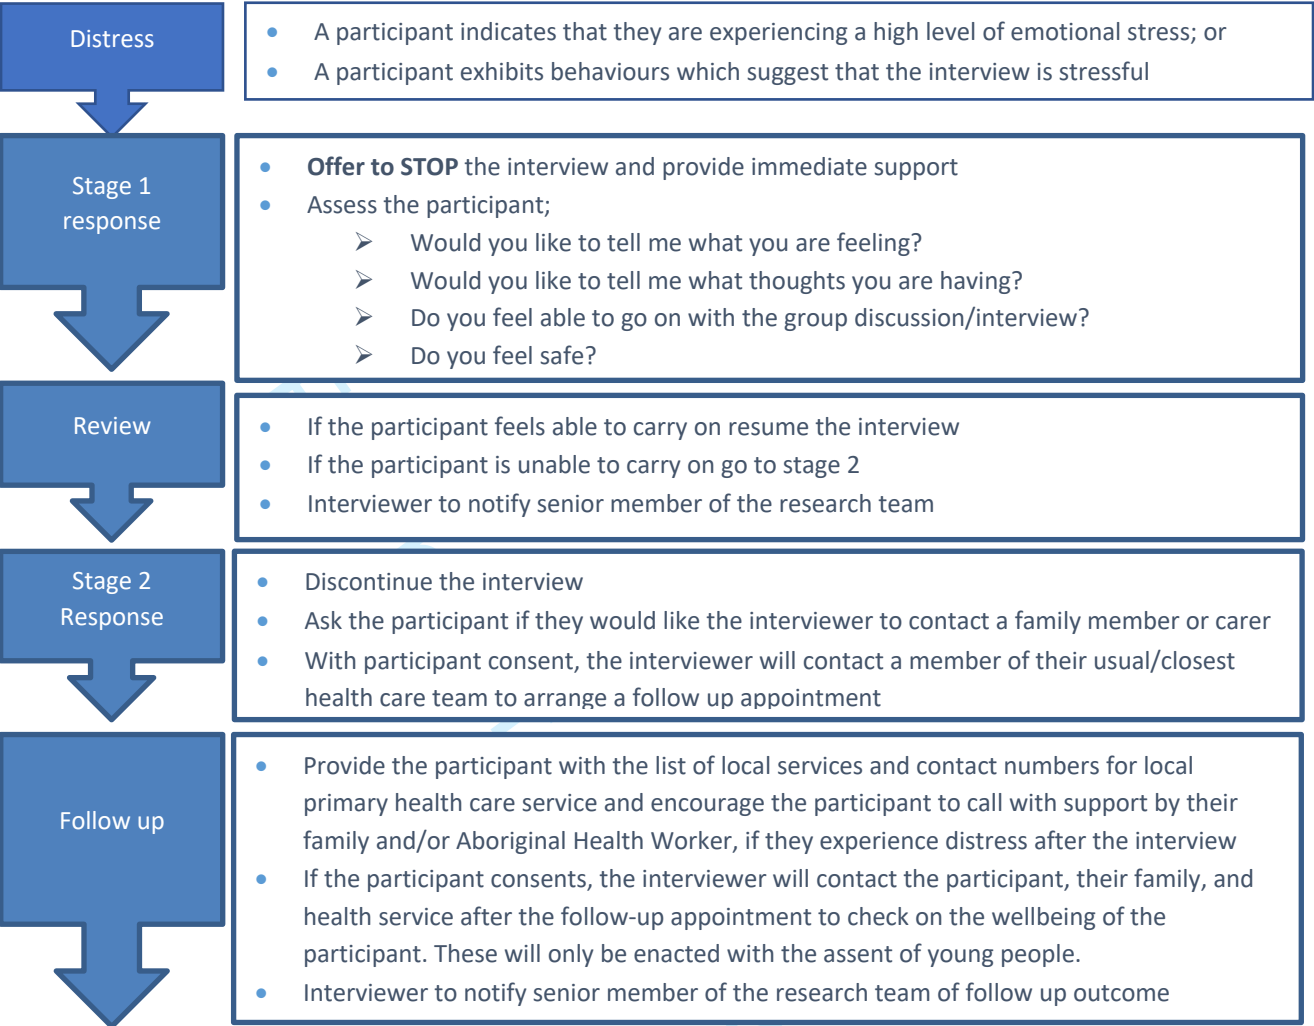 Distress
• A participant indicates that they are experiencing a high level of emotional stress; or
• A participant exhibits behaviours which suggest that the interview is stressful
Stage 1
response
• Offer to STOP the interview and provide immediate support
• Assess the participant;
➢ Would you like to tell me what you are feeling?
➢ Would you like to tell me what thoughts you are having?
➢ Do you feel able to go on with the group discussion/interview?
➢ Do you feel safe?
Review
• If the participant feels able to carry on resume the interview
• If the participant is unable to carry on go to stage 2
• Interviewer to notify senior member of the research team
Stage 2
Response
• Discontinue the interview
• Ask the participant if they would like the interviewer to contact a family member or carer
• With participant consent, the interviewer will contact a member of their usual/closest
health care team to arrange a follow up appointment
Follow up
• Provide the participant with the list of local services and contact numbers for local
primary health care service and encourage the participant to call with support by their
family and/or Aboriginal Health Worker, if they experience distress after the interview
• If the participant consents, the interviewer will contact the participant, their family, and
health service after the follow-up appointment to check on the wellbeing of the
participant. These will only be enacted with the assent of young people.
• Interviewer to notify senior member of the research team of follow up outcome